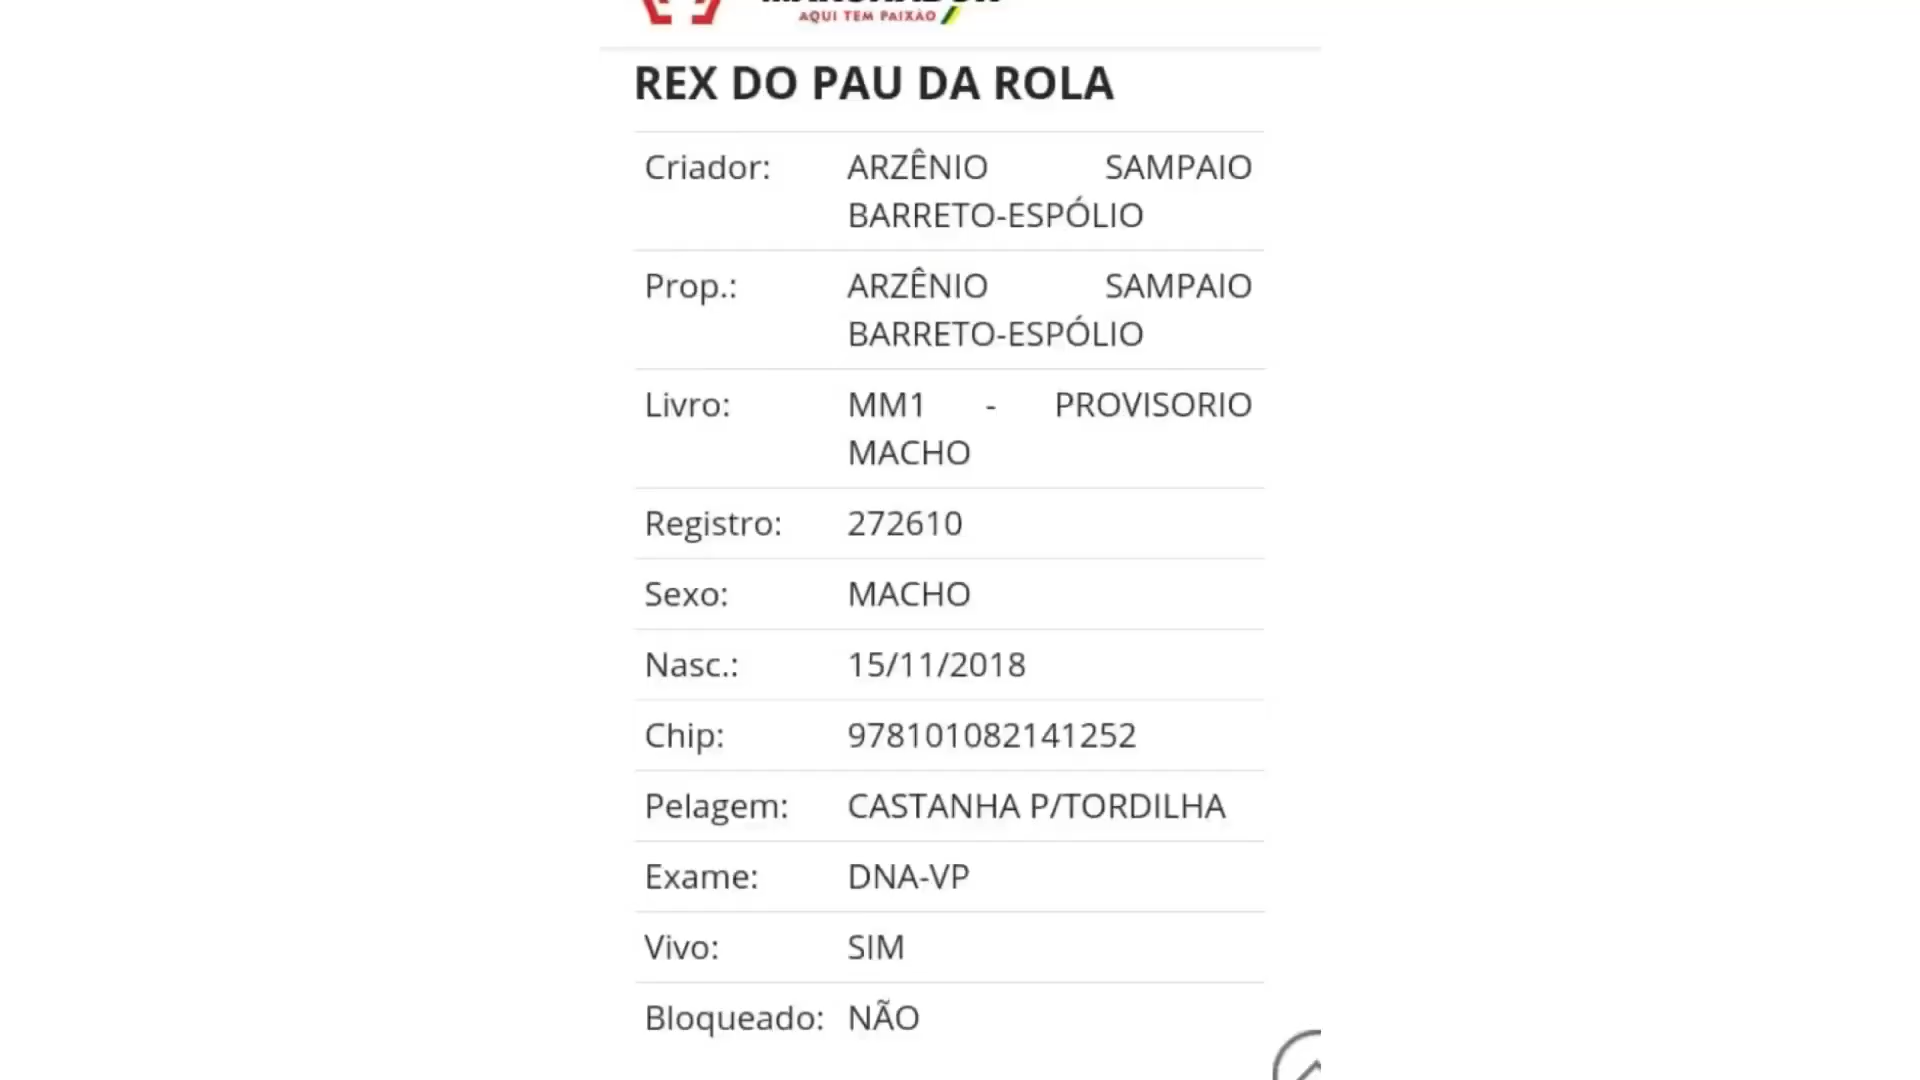 AQUI TEM PAIXÃO
REX DO PAU DA ROLA
Criador: ARZÊNIO SAMPAIO
BARRETO-ESPÓLIO
Prop.: ARZÊNIO SAMPAIO
BARRETO-ESPÓLIO
Livro: MM1 - PROVISORIO
MACHO
Registro: 272610
Sexo: MACHO
Nasc.: 15/11/2018
Chip: 978101082141252
Pelagem: CASTANHA P/TORDILHA
Exame: DNA-VP
Vivo: SIM
Bloqueado: NÃO